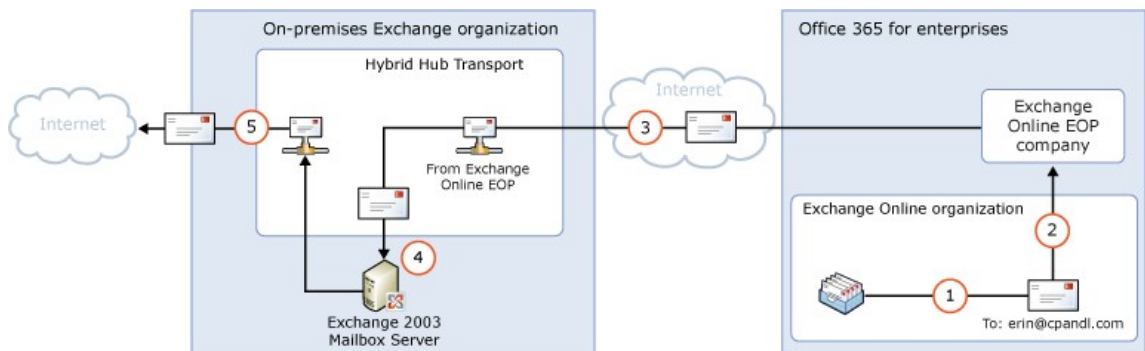 On-premises Exchange organization
Office 365 for enterprises
Hybrid Hub Transport
Internet
Internet
5
3
From Exchange
Online EOP
Exchange
Online EOP
company
Exchange Online organization
2
4
1
Exchange 2003
Mailbox Server
To: erin@cpandl.com